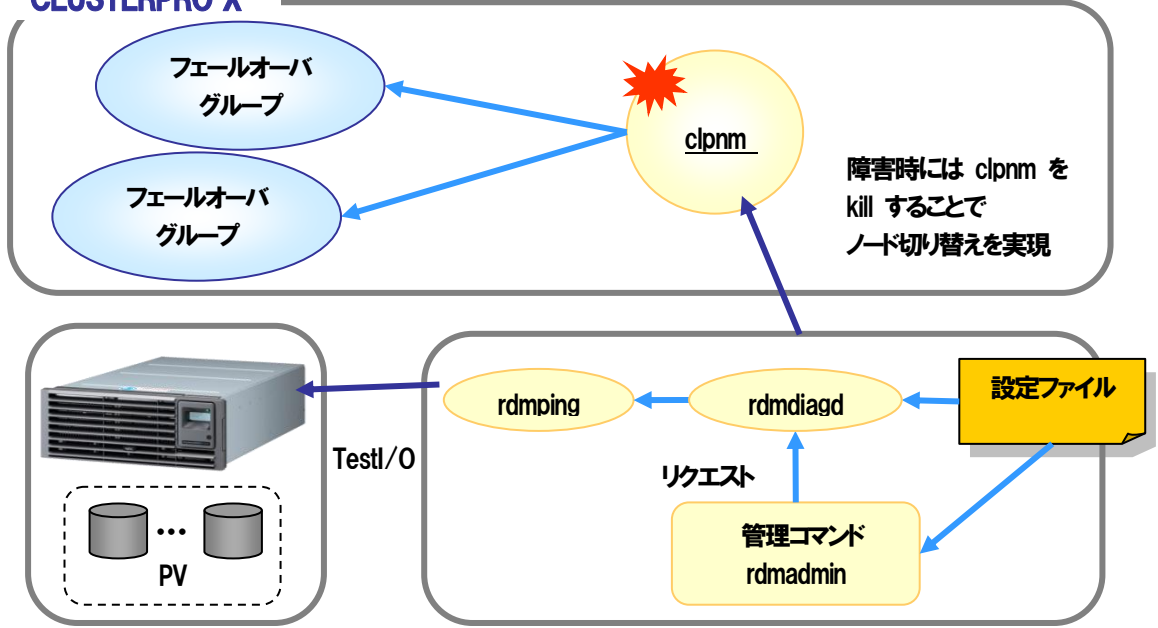 CLUSTERPRO X
フェールオーバ
グループ
clpnm
フェールオーバ
グループ
障害時には clpnm を
kill することで
ノード切り替えを実現
設定ファイル
rdmping
rdmdiagd
TestI/O
リクエスト
管理コマンド
rdmadmin
PV